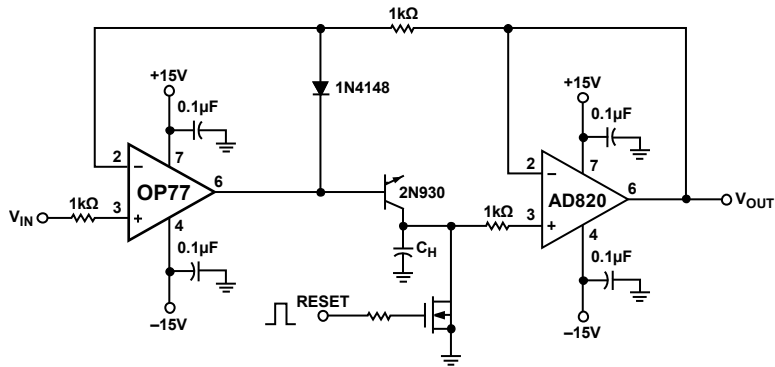 1kΩ
+15V
0.1µF
1N4148
2
7
6
OP77
3
4
VIN
1kΩ
0.1µF
–15V
2N930
CH
1kΩ
RESET
+15V
0.1µF
2
7
6
AD820
3
4
VOUT
0.1µF
–15V